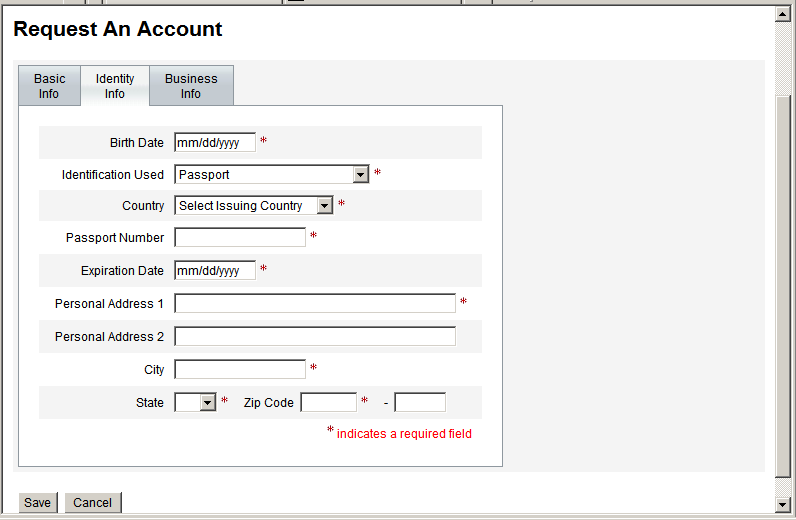 Request An Account
Basic Info
Identity Info
Business Info
Birth Date mm/dd/yyyy *
Identification Used Passport *
Country Select Issuing Country *
Passport Number *
Expiration Date mm/dd/yyyy *
Personal Address 1 *
Personal Address 2
City *
State * Zip Code * -
* indicates a required field
Save Cancel